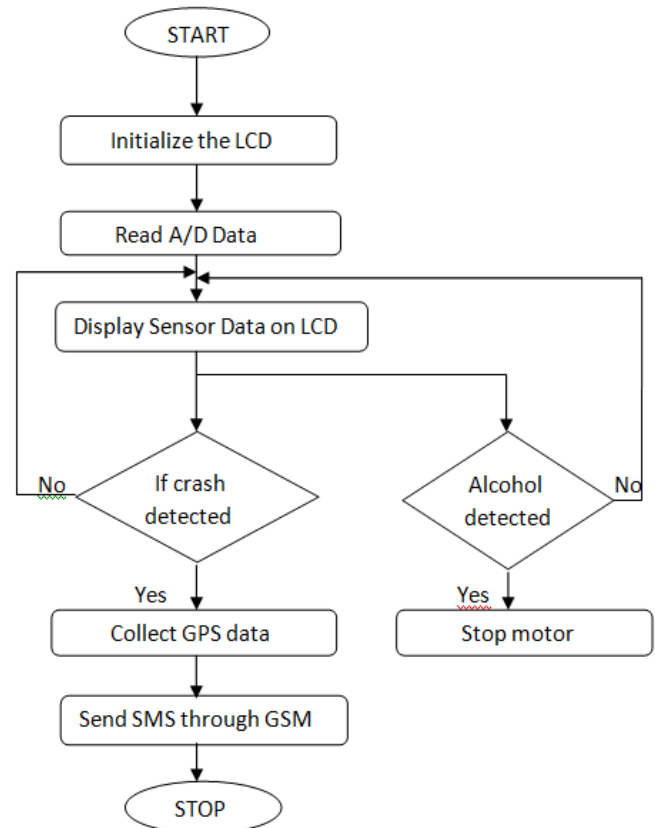 START
Initialize the LCD
Read A/D Data
Display Sensor Data on LCD
No
If crash
detected
Alcohol
detected
No
Yes
Yes
Collect GPS data
Stop motor
Send SMS through GSM
STOP